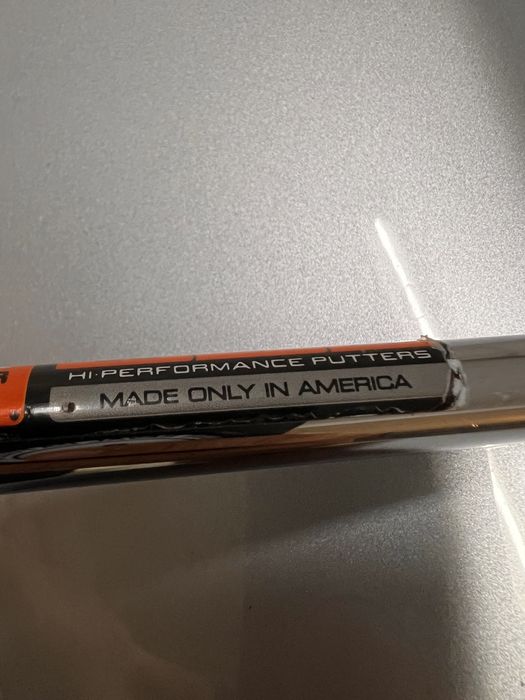 HI·PERFORMANCE PUTTERS
MADE ONLY IN AMERICA